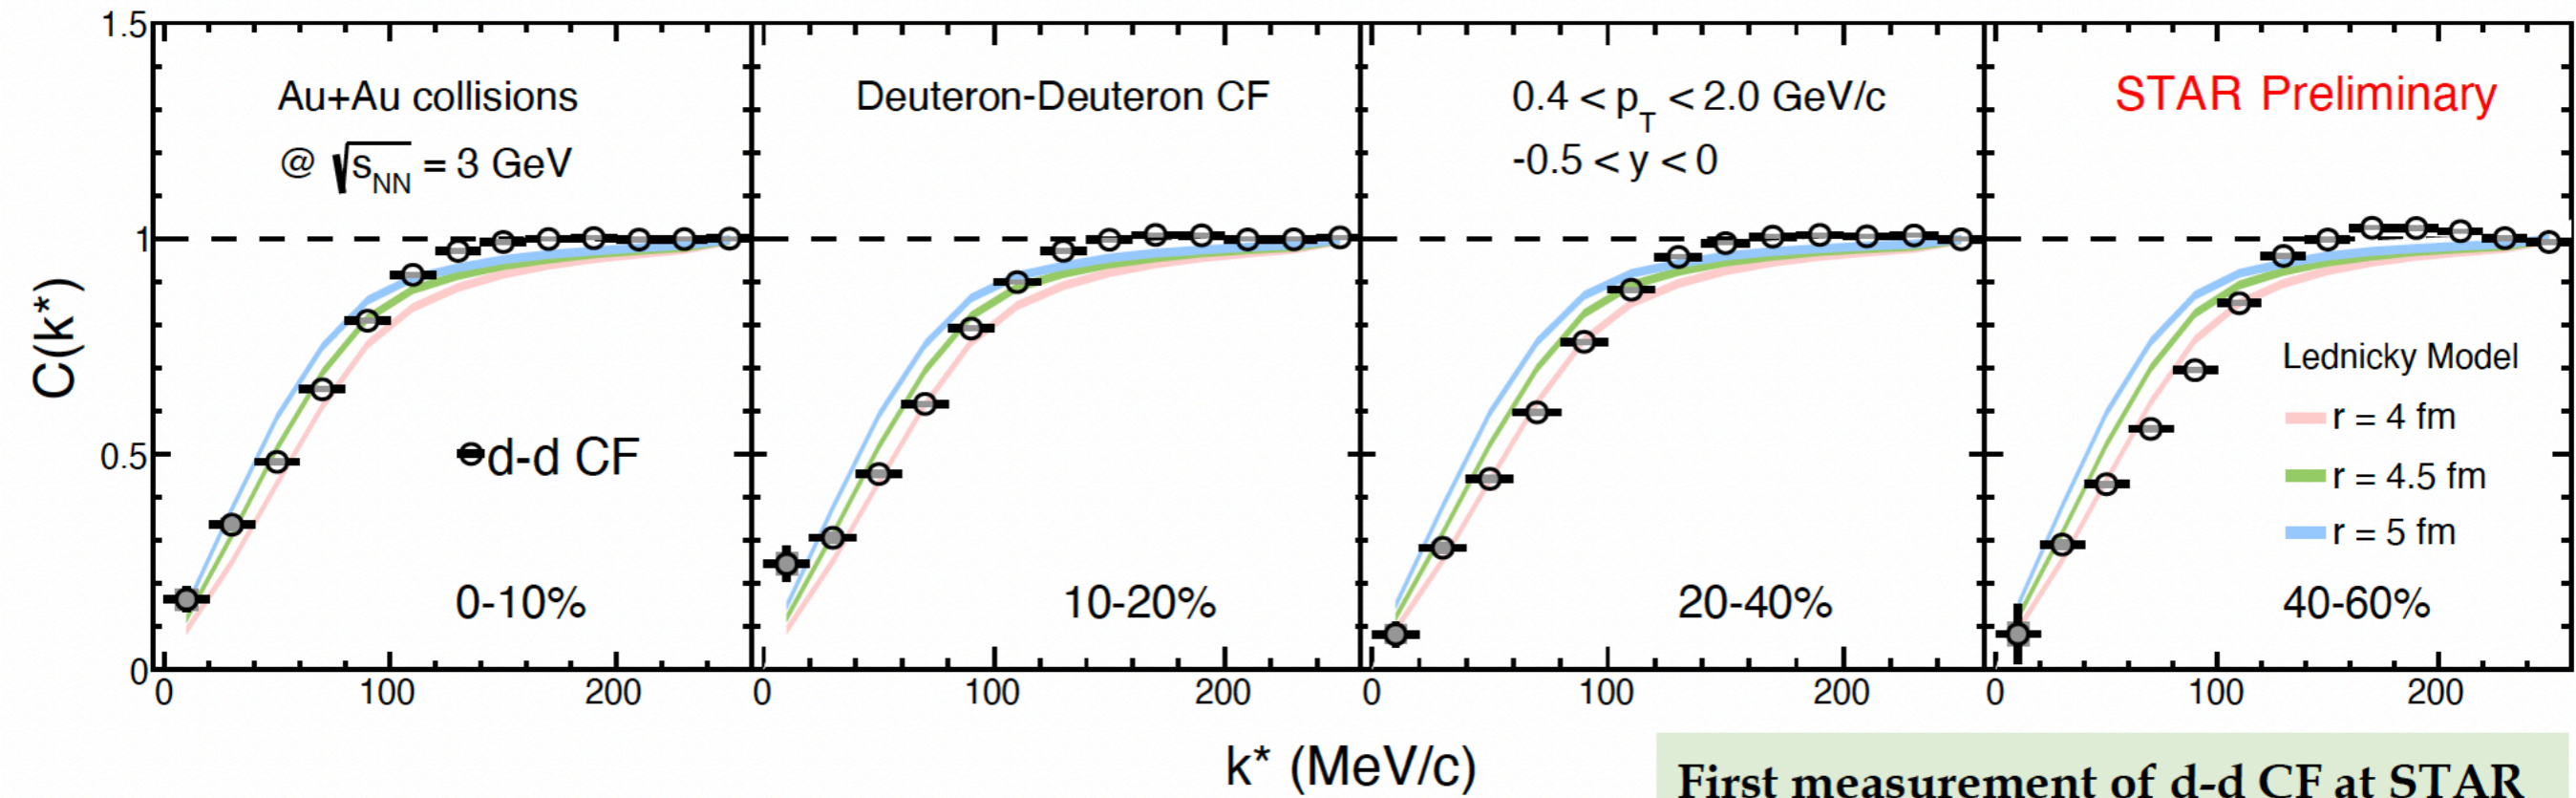 1.5
1
0.5
0
C(k*)
Au+Au collisions
@ √sNN = 3 GeV
d-d CF
0-10%
0 100 200
Deuteron-Deuteron CF
10-20%
0 100 200
0.4 < pT < 2.0 GeV/c
-0.5 < y < 0
20-40%
0 100 200
STAR Preliminary
Lednicky Model
r = 4 fm
r = 4.5 fm
r = 5 fm
40-60%
0 100 200
k* (MeV/c)
First measurement of d-d CF at STAR